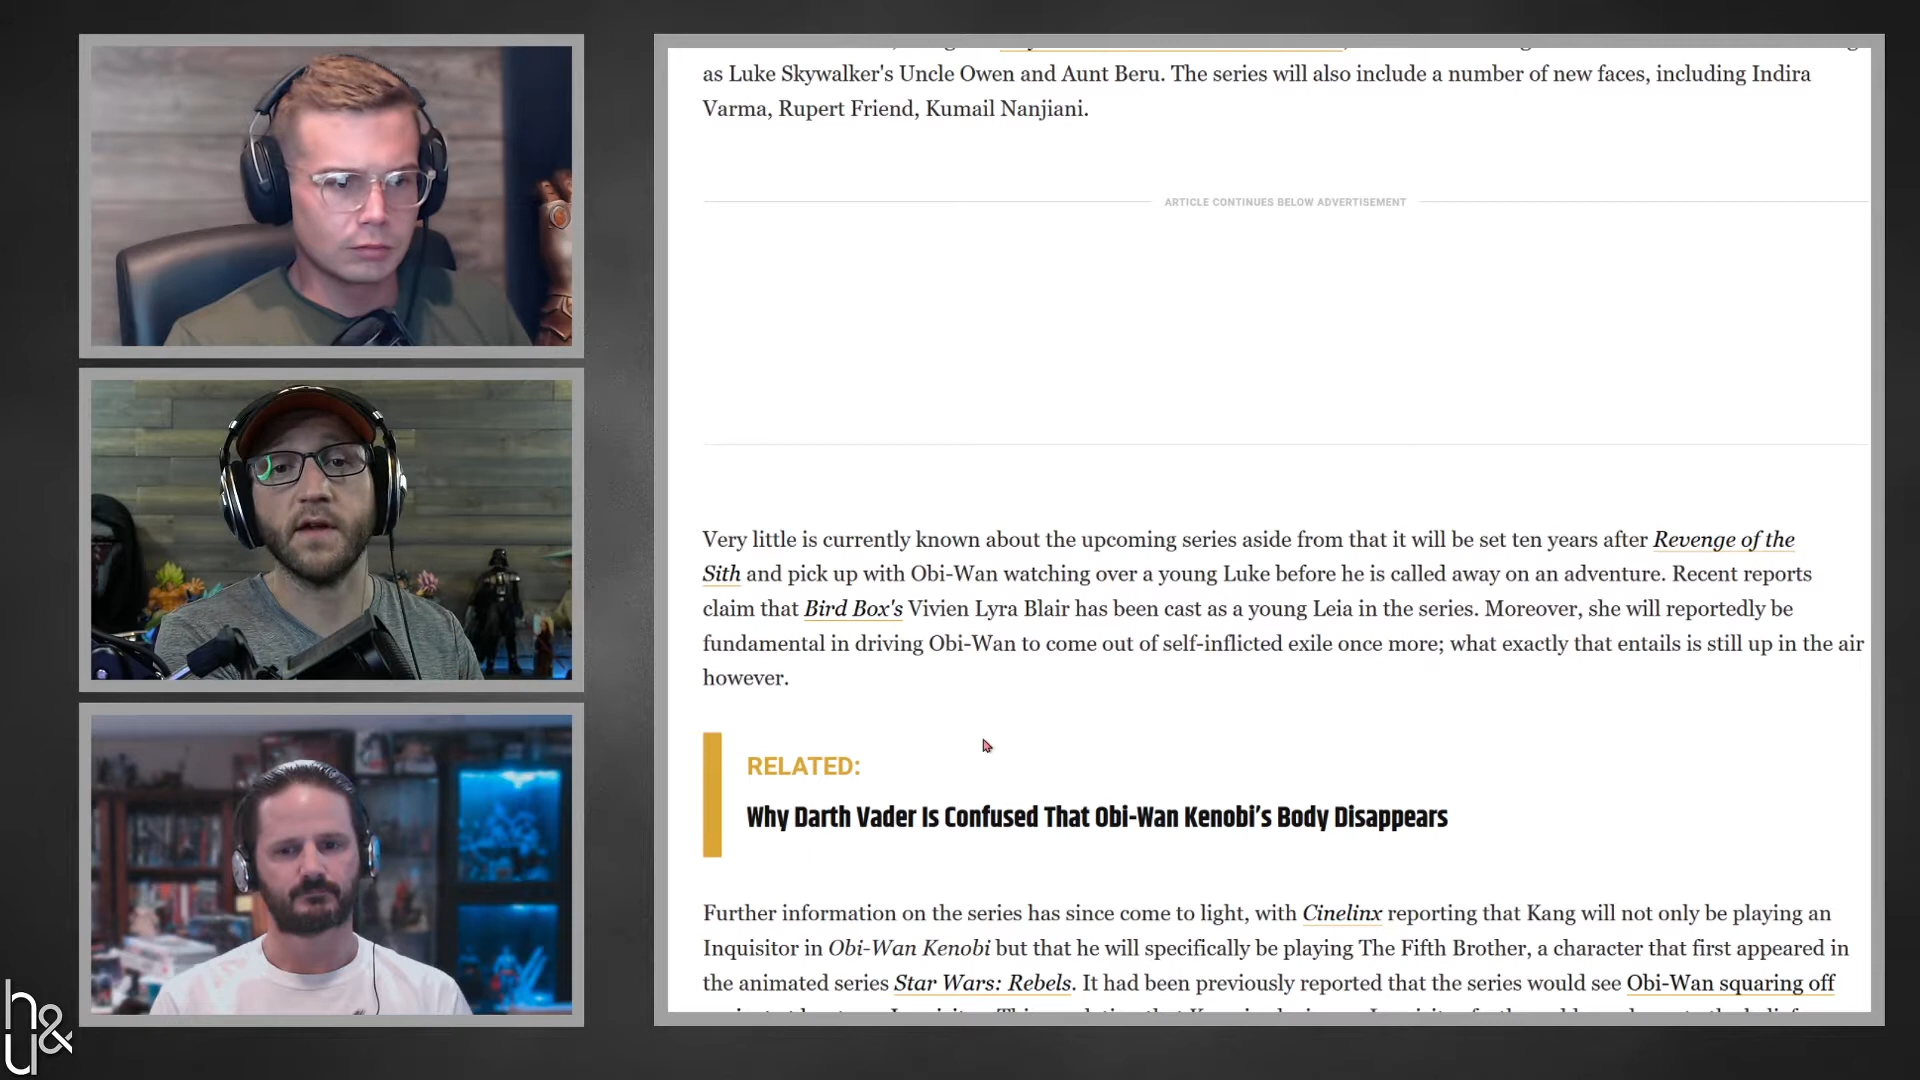 as Luke Skywalker's Uncle Owen and Aunt Beru. The series will also include a number of new faces, including Indira
Varma, Rupert Friend, Kumail Nanjiani.
ARTICLE CONTINUES BELOW ADVERTISEMENT
Very little is currently known about the upcoming series aside from that it will be set ten years after Revenge of the
Sith and pick up with Obi-Wan watching over a young Luke before he is called away on an adventure. Recent reports
claim that Bird Box's Vivien Lyra Blair has been cast as a young Leia in the series. Moreover, she will reportedly be
fundamental in driving Obi-Wan to come out of self-inflicted exile once more; what exactly that entails is still up in the air
however.
RELATED:
Why Darth Vader Is Confused That Obi-Wan Kenobi's Body Disappears
Further information on the series has since come to light, with Cinelinx reporting that Kang will not only be playing an
Inquisitor in Obi-Wan Kenobi but that he will specifically be playing The Fifth Brother, a character that first appeared in
the animated series Star Wars: Rebels. It had been previously reported that the series would see Obi-Wan squaring off
h&
u